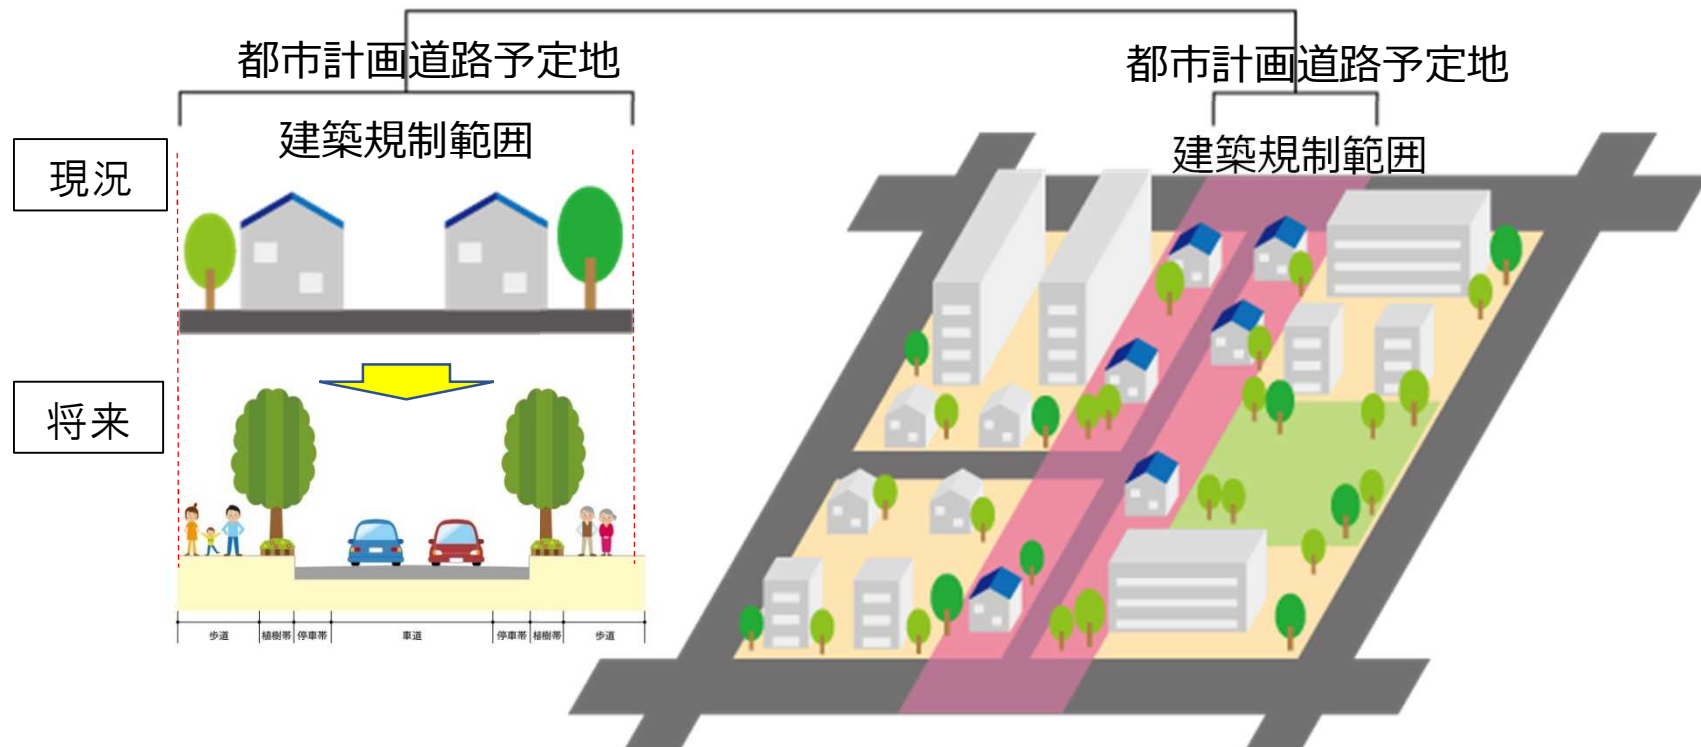 都市計画道路予定地
建築規制範囲
現況
将来
歩道
植樹帯
停車帯
車道
停車帯
植樹帯
歩道
都市計画道路予定地
建築規制範囲